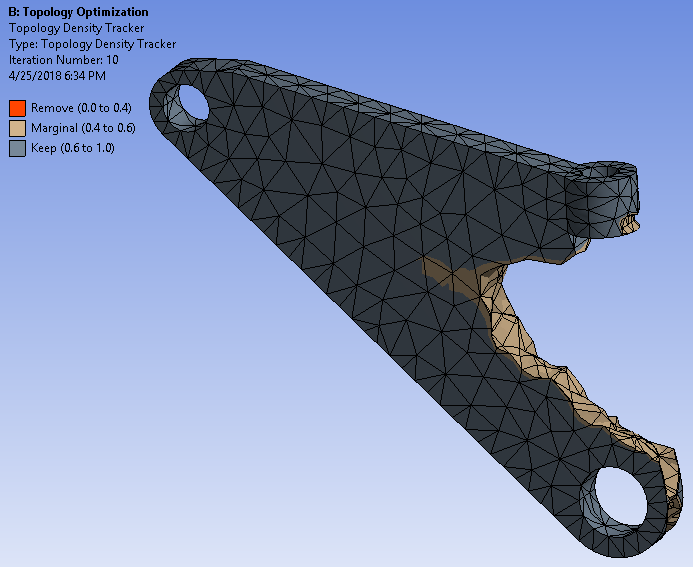 B: Topology Optimization
Topology Density Tracker
Type: Topology Density Tracker
Iteration Number: 10
4/25/2018 6:34 PM
Remove (0.0 to 0.4)
Marginal (0.4 to 0.6)
Keep (0.6 to 1.0)